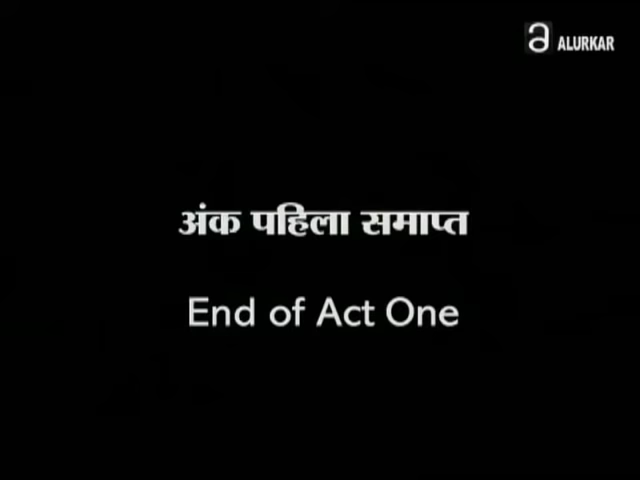 a ALURKAR
अंक पहिला समाप्त
End of Act One